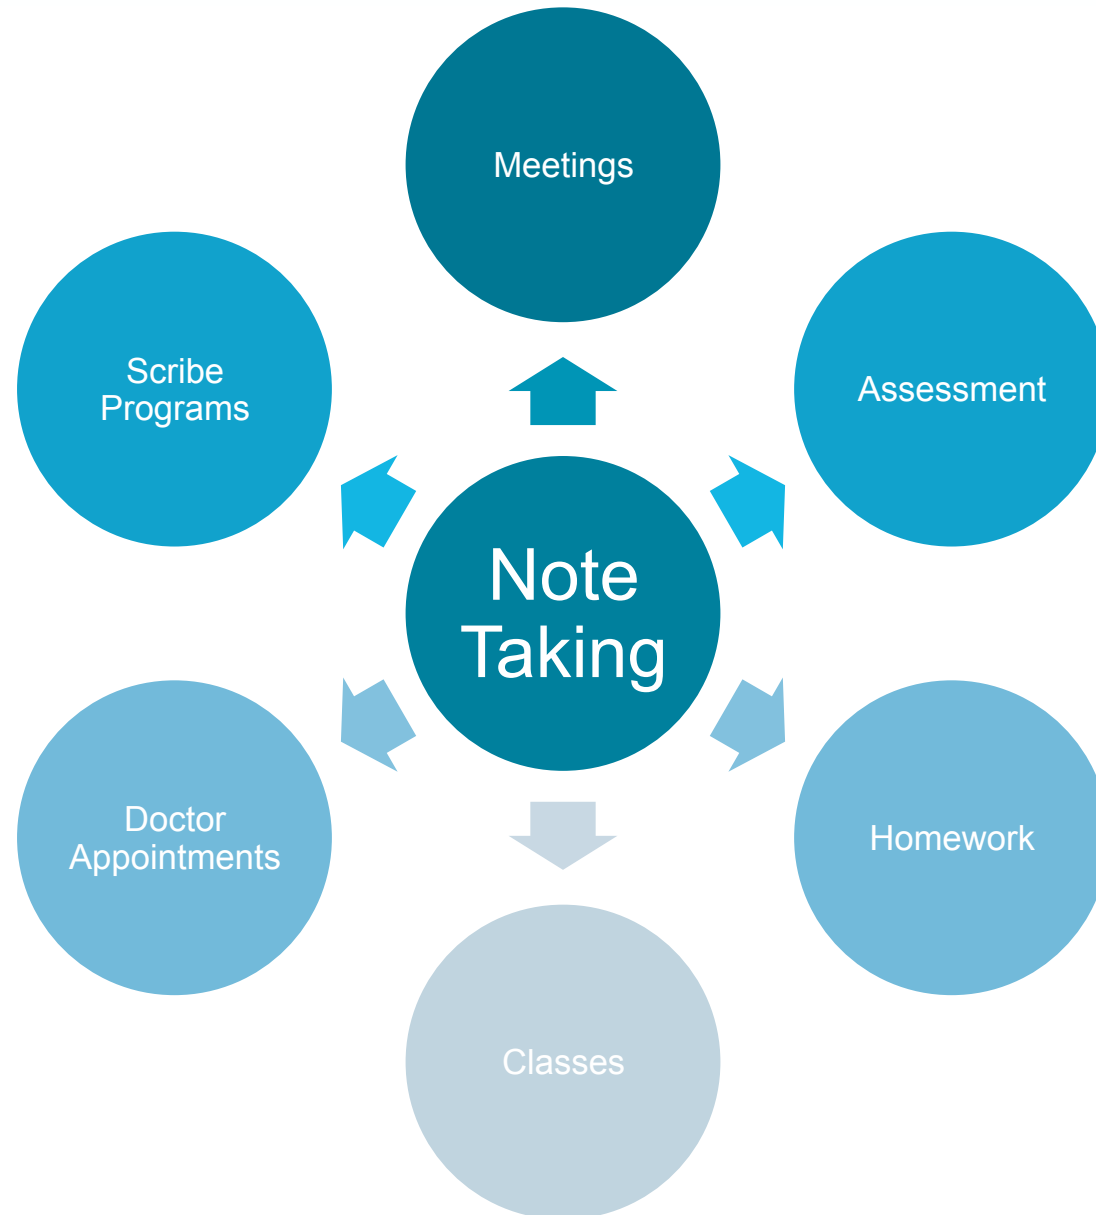 Meetings
Scribe
Programs
Assessment
Note
Taking
Doctor
Appointments
Homework
Classes